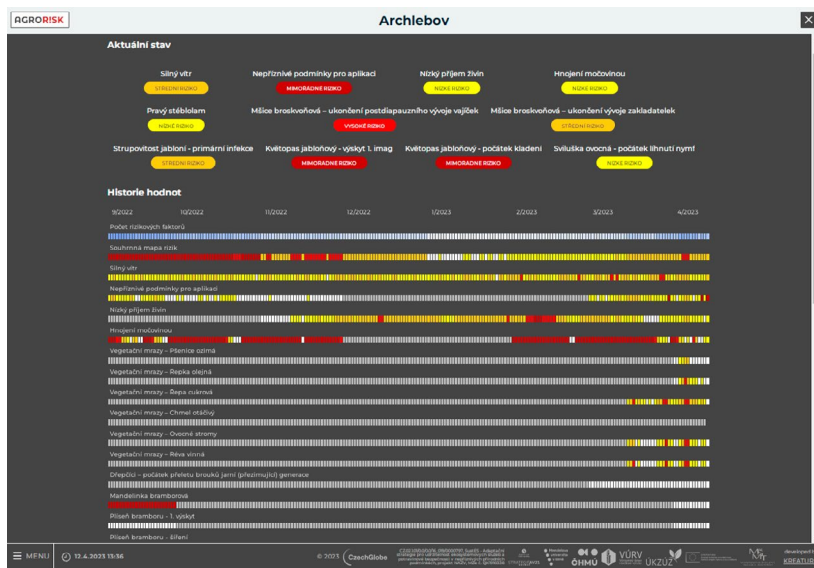 AGRORISK
Archlebov
Aktuální stav
Silný vítr
Nepříznivé podmínky pro aplikaci
Nízký příjem živin
Hnojení močovinou
STŘEDNÍ RIZIKO
MIMOŘÁDNÉ RIZIKO
NÍZKÉ RIZIKO
NÍZKÉ RIZIKO
Pravý stéblolam
Mšice broskvoňová – ukončení postdiapauzního vývoje vajíček
Mšice broskvoňová – ukončení vývoje zakladatelek
NÍZKÉ RIZIKO
VYSOKÉ RIZIKO
STŘEDNÍ RIZIKO
Strupovitost jabloní - primární infekce
Květopas jabloňový - výskyt 1. imag
Květopas jabloňový - počátek kladení
Sviluška ovocná - počátek líhnutí nymf
STŘEDNÍ RIZIKO
MIMOŘÁDNÉ RIZIKO
MIMOŘÁDNÉ RIZIKO
NÍZKÉ RIZIKO
Historie hodnot
9/2022 10/2022 11/2022 12/2022 1/2023 2/2023 3/2023 4/2023
Počet rizikových faktorů
Souhrnná mapa rizik
Silný vítr
Nepříznivé podmínky pro aplikaci
Nízký příjem živin
Hnojení močovinou
Vegetační mrazy – Pšenice ozimá
Vegetační mrazy – Řepka olejná
Vegetační mrazy – Řepa cukrová
Vegetační mrazy – Chmel otáčivý
Vegetační mrazy – Ovocné stromy
Vegetační mrazy – Réva vinná
Dřepčíci – počátek přeletu brouků jarní (přezimující) generace
Mandelinka bramborová
Plíseň bramboru - 1. výskyt
Plíseň bramboru - šíření
MENU
12.4.2023 13:36
© 2023
CzechGlobe
ČHMÚ
VÚRV
ÚKZÚZ
developed by
KREATURA